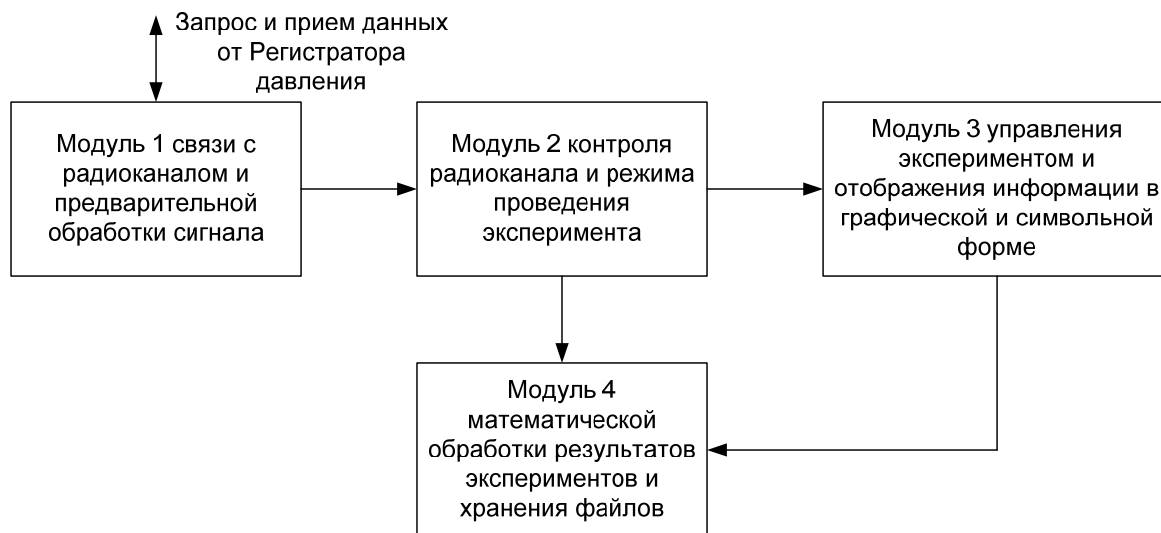 Запрос и прием данных
от Регистратора
давления
Модуль 1 связи с
радиоканалом и
предварительной
обработки сигнала
Модуль 2 контроля
радиоканала и режима
проведения
эксперимента
Модуль 3 управления
экспериментом и
отображения информации в
графической и символьной
форме
Модуль 4
математической
обработки результатов
экспериментов и
хранения файлов